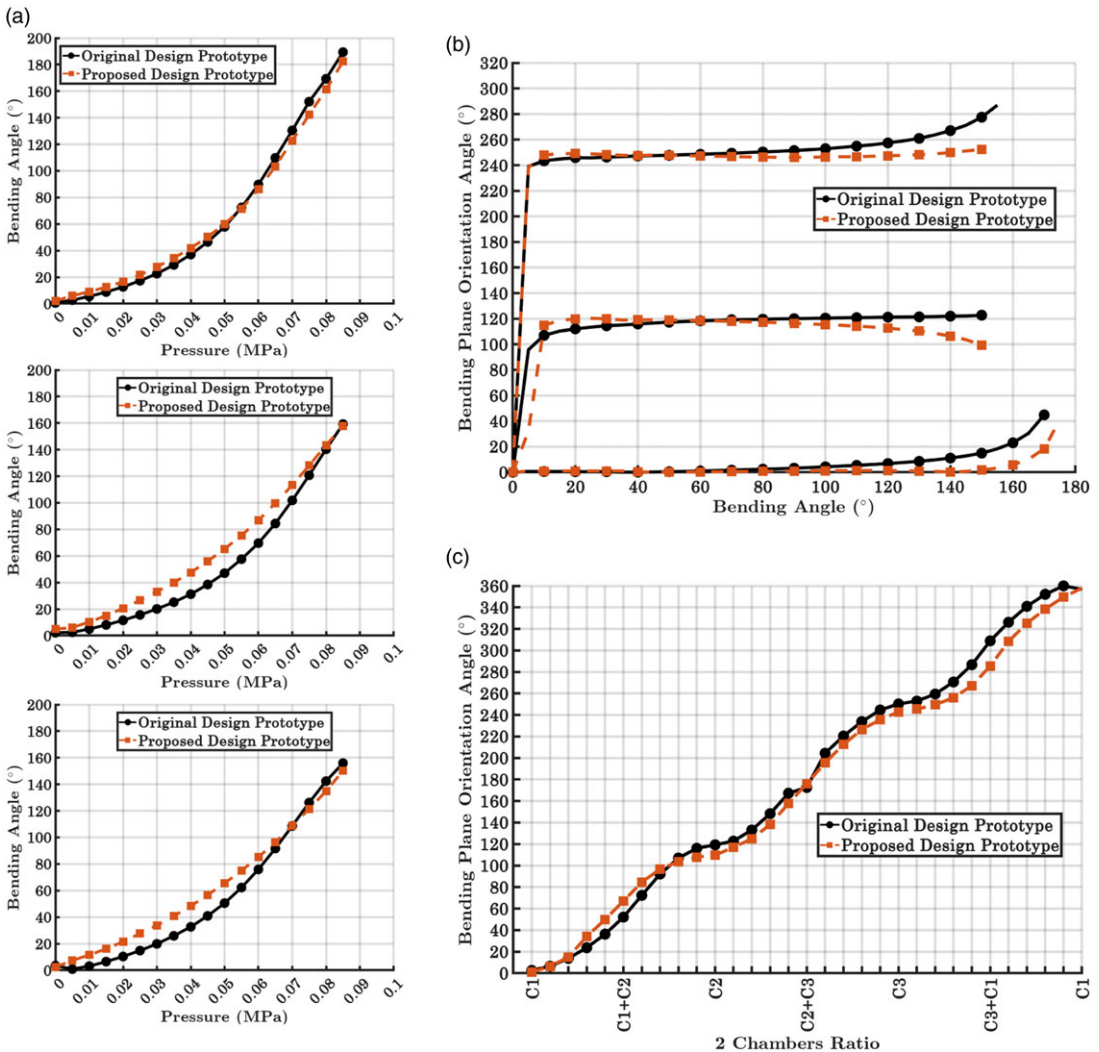 (a)
200
180
160
140
120
100
80
60
40
20
0
Bending Angle (°)
Original Design Prototype
Proposed Design Prototype
0 0.01 0.02 0.03 0.04 0.05 0.06 0.07 0.08 0.09 0.1
Pressure (MPa)
200
180
160
140
120
100
80
60
40
20
0
Bending Angle (°)
Original Design Prototype
Proposed Design Prototype
0 0.01 0.02 0.03 0.04 0.05 0.06 0.07 0.08 0.09 0.1
Pressure (MPa)
200
180
160
140
120
100
80
60
40
20
0
Bending Angle (°)
Original Design Prototype
Proposed Design Prototype
0 0.01 0.02 0.03 0.04 0.05 0.06 0.07 0.08 0.09 0.1
Pressure (MPa)
(b)
320
300
280
260
240
220
200
180
160
140
120
100
80
60
40
20
0
Bending Plane Orientation Angle (°)
Original Design Prototype
Proposed Design Prototype
0 20 40 60 80 100 120 140 160 180
Bending Angle (°)
(c)
360
340
320
300
280
260
240
220
200
180
160
140
120
100
80
60
40
20
0
Bending Plane Orientation Angle (°)
Original Design Prototype
Proposed Design Prototype
C1 C1+C2 C2 C2+C3 C3 C3+C1 C1
2 Chambers Ratio